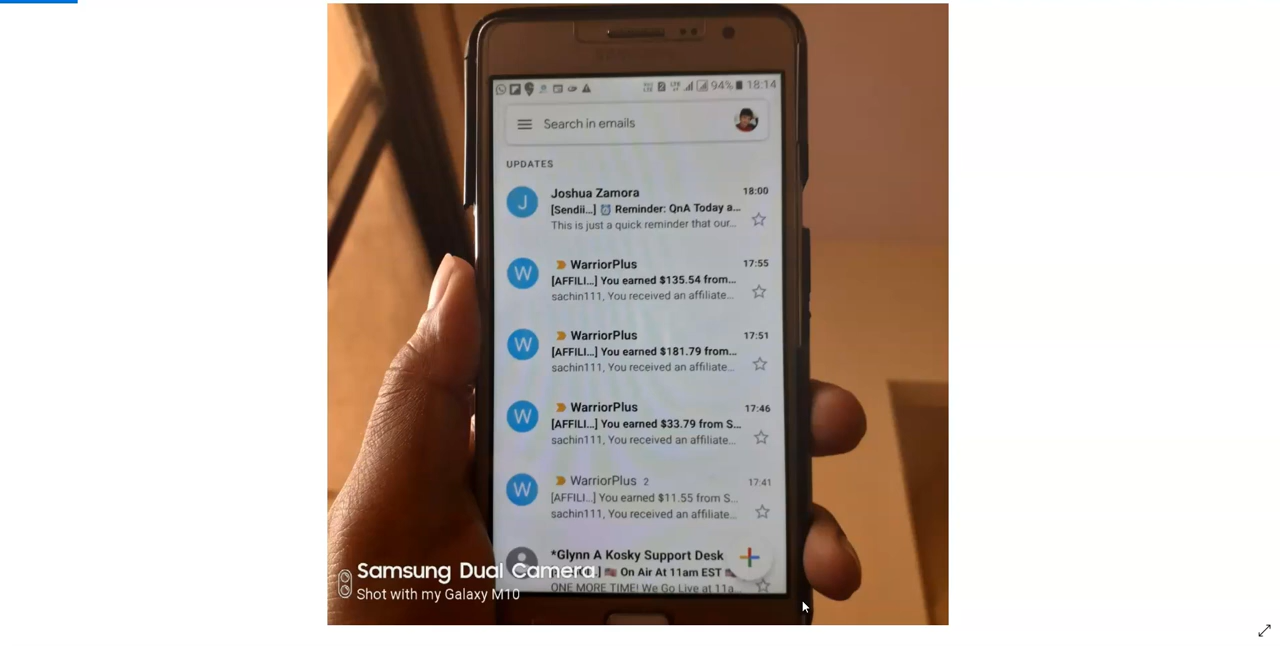 94% 18:14
Search in emails
UPDATES
J
Joshua Zamora 18:00
[Sendii...] ⏰ Reminder: QnA Today a...
This is just a quick reminder that our...
W
WarriorPlus 17:55
[AFFILI...] You earned $135.54 from...
sachin111, You received an affiliate...
W
WarriorPlus 17:51
[AFFILI...] You earned $181.79 from...
sachin111, You received an affiliate...
W
WarriorPlus 17:46
[AFFILI...] You earned $33.79 from S...
sachin111, You received an affiliate...
W
WarriorPlus 2 17:41
[AFFILI...] You earned $11.55 from S...
sachin111, You received an affiliate...
*Glynn A Kosky Support Desk
On Air At 11am EST
ONE MORE TIME! We Go Live at 11a...
Samsung Dual Camera
Shot with my Galaxy M10